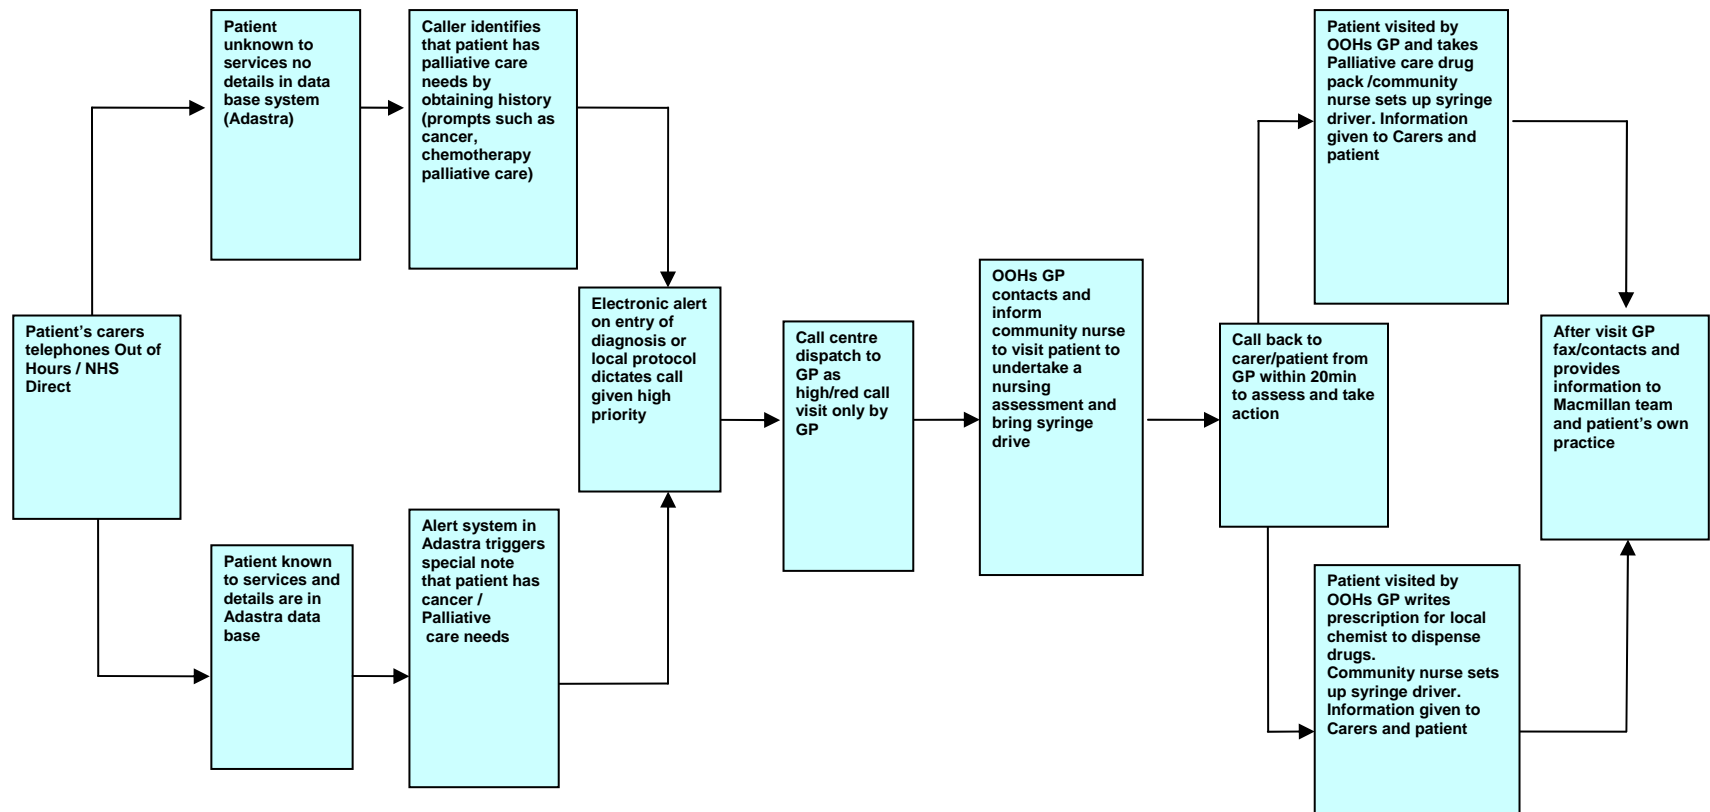 Patient's carers
telephones Out of
Hours / NHS
Direct
Patient
unknown to
services no
details in data
base system
(Adastra)
Caller identifies
that patient has
palliative care
needs by
obtaining history
(prompts such as
cancer,
chemotherapy
palliative care)
Patient known
to services and
details are in
Adastra data
base
Alert system in
Adastra triggers
special note
that patient has
cancer /
Palliative
care needs
Electronic alert
on entry of
diagnosis or
local protocol
dictates call
given high
priority
Call centre
dispatch to
GP as
high/red call
visit only by
GP
OOHs GP
contacts and
inform
community nurse
to visit patient to
undertake a
nursing
assessment and
bring syringe
drive
Call back to
carer/patient from
GP within 20min
to assess and take
action
Patient visited by
OOHs GP and takes
Palliative care drug
pack /community
nurse sets up syringe
driver. Information
given to Carers and
patient
Patient visited by
OOHs GP writes
prescription for local
chemist to dispense
drugs.
Community nurse sets
up syringe driver.
Information given to
Carers and patient
After visit GP
fax/contacts and
provides
information to
Macmillan team
and patient's own
practice